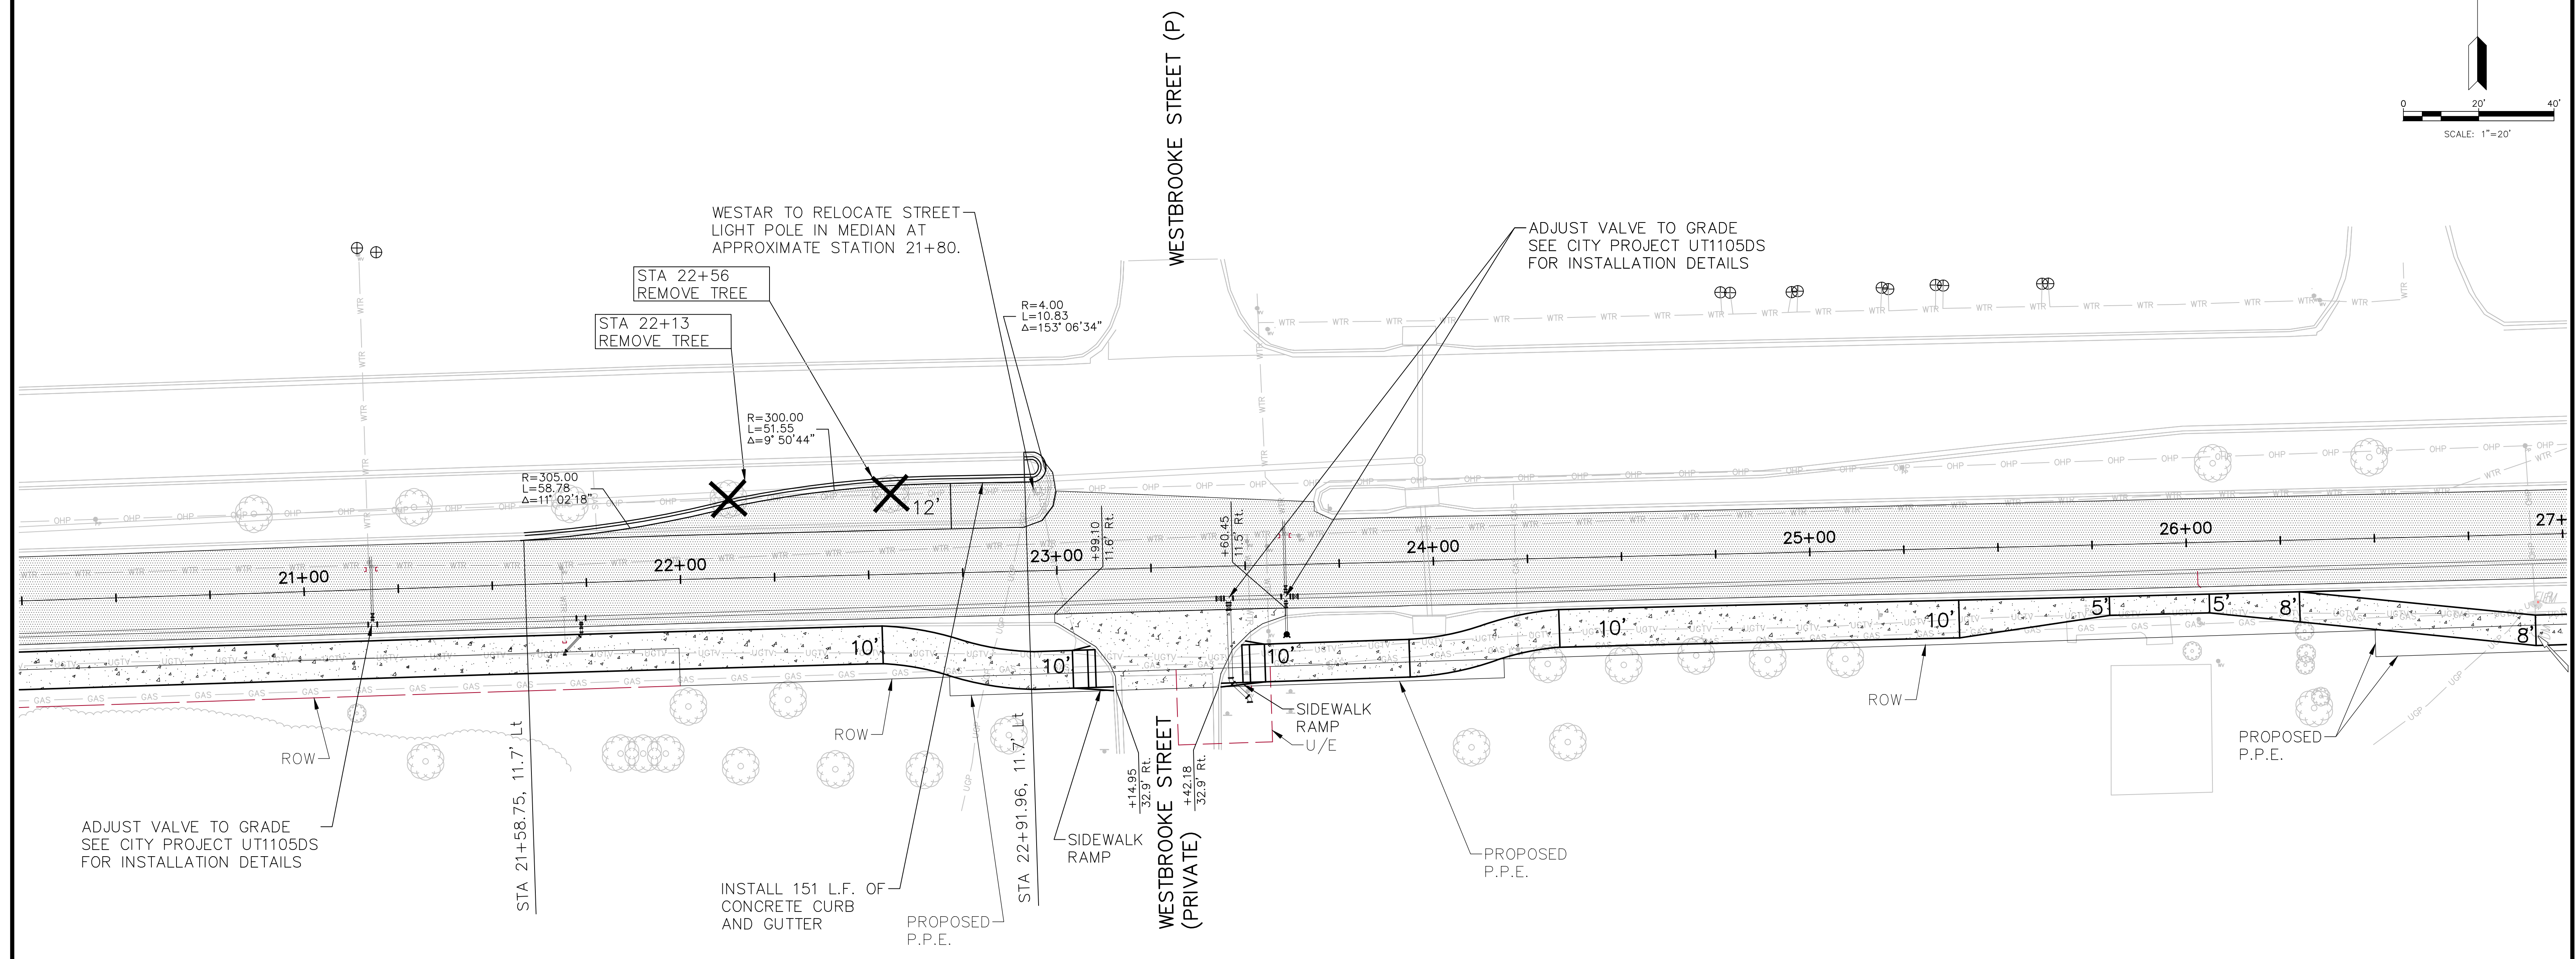 WESTBROOKE STREET (P)
0 20' 40'
SCALE: 1"=20'
WESTAR TO RELOCATE STREET
LIGHT POLE IN MEDIAN AT
APPROXIMATE STATION 21+80.
ADJUST VALVE TO GRADE
SEE CITY PROJECT UT1105DS
FOR INSTALLATION DETAILS
STA 22+56
REMOVE TREE
STA 22+13
REMOVE TREE
R=4.00
L=10.83
Δ=153°06'34"
R=300.00
L=51.55
Δ=9°50'44"
R=305.00
L=58.78
Δ=11°02'18"
12'
+99.10
11.6' Rt.
+60.45
11.5' Rt.
21+00
22+00
23+00
24+00
25+00
26+00
27+
WTR
OHP
UGTV
GAS
UGP
10'
10'
10'
10'
10'
5'
5'
8'
8'
ROW
ROW
ROW
SIDEWALK
RAMP
U/E
PROPOSED
P.P.E.
STA 21+58.75, 11.7' Lt
STA 22+91.96, 11.7' Lt
+14.95
32.9' Rt.
+42.18
32.9' Rt.
WESTBROOKE STREET
(PRIVATE)
ADJUST VALVE TO GRADE
SEE CITY PROJECT UT1105DS
FOR INSTALLATION DETAILS
SIDEWALK
RAMP
PROPOSED
P.P.E.
INSTALL 151 L.F. OF
CONCRETE CURB
AND GUTTER
PROPOSED
P.P.E.